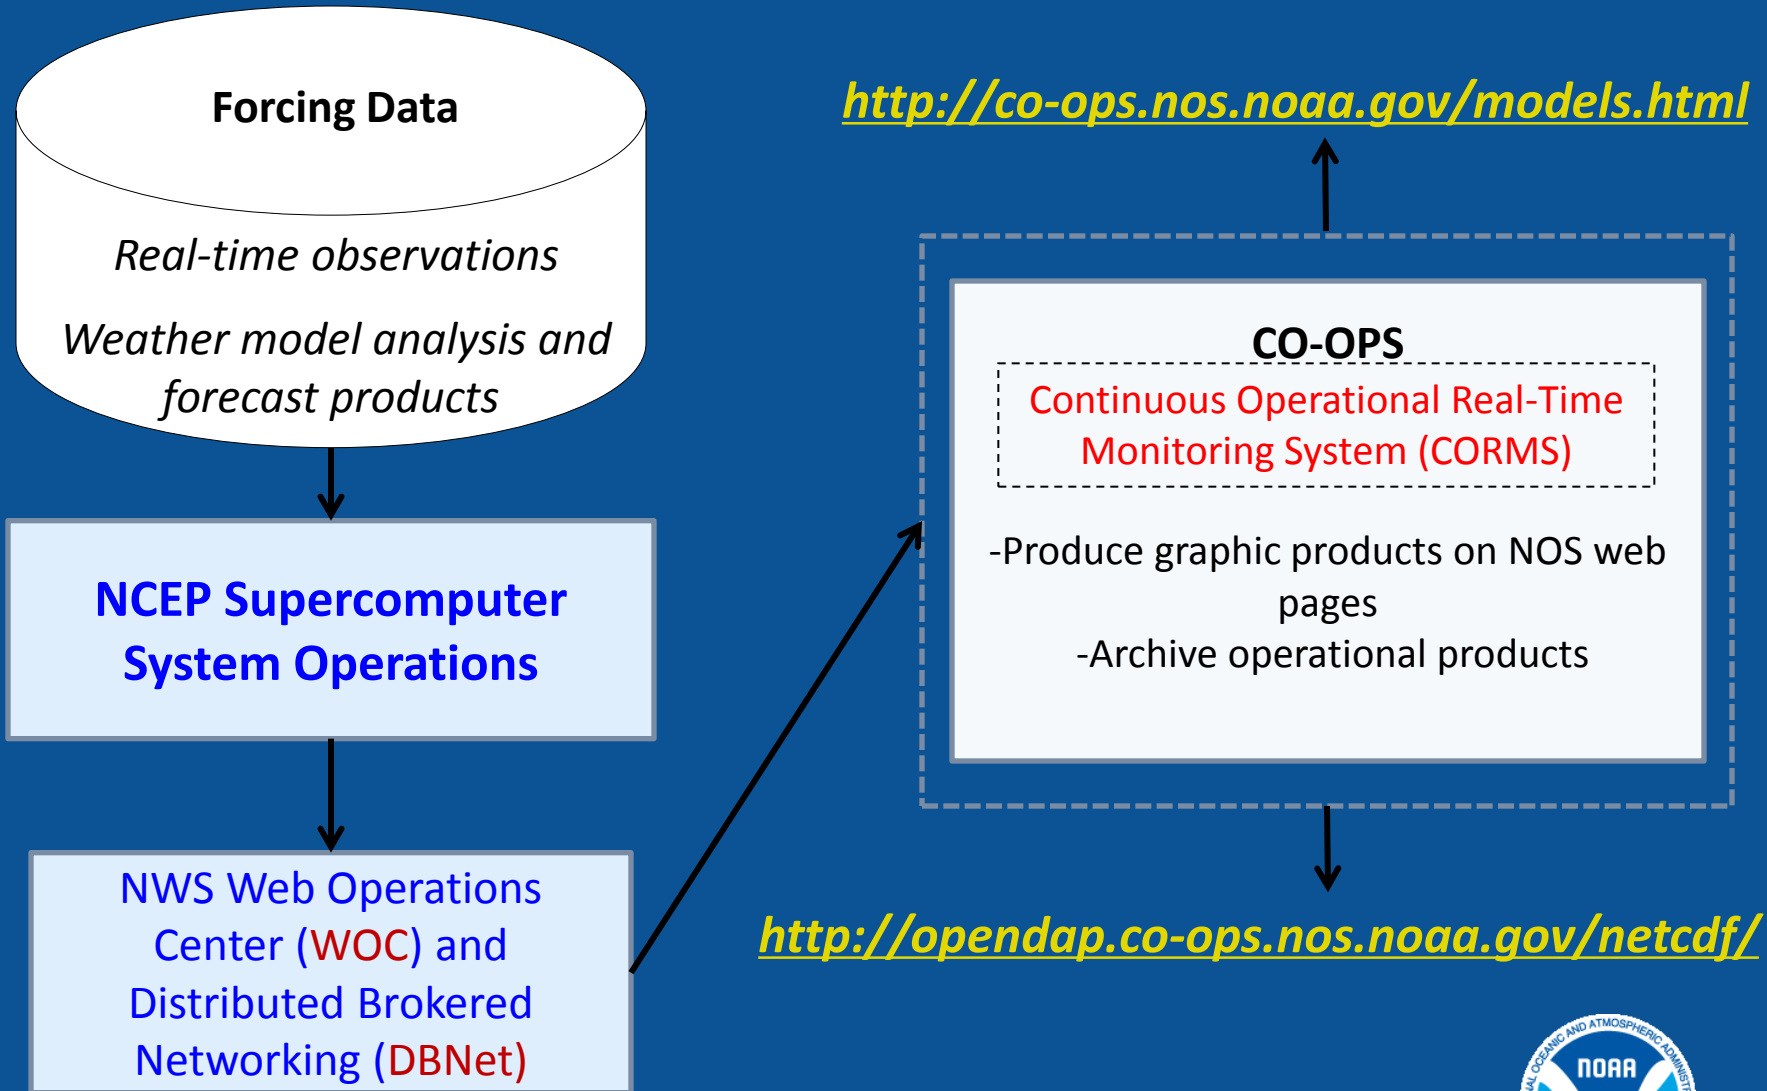 Forcing Data
Real-time observations
Weather model analysis and
forecast products
NCEP Supercomputer
System Operations
NWS Web Operations
Center (WOC) and
Distributed Brokered
Networking (DBNet)
http://co-ops.nos.noaa.gov/models.html
CO-OPS
Continuous Operational Real-Time
Monitoring System (CORMS)
-Produce graphic products on NOS web
pages
-Archive operational products
http://opendap.co-ops.nos.noaa.gov/netcdf/
OCEANIC AND ATMOSPHERIC
NOAA